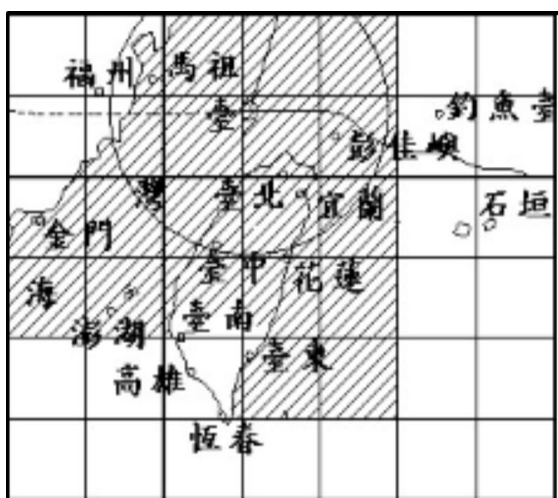 福州
馬祖
臺
釣魚臺
彭佳嶼
灣
臺北
宜蘭
石垣
金門
海
臺中
花蓮
澎湖
臺南
臺東
高雄
恆春